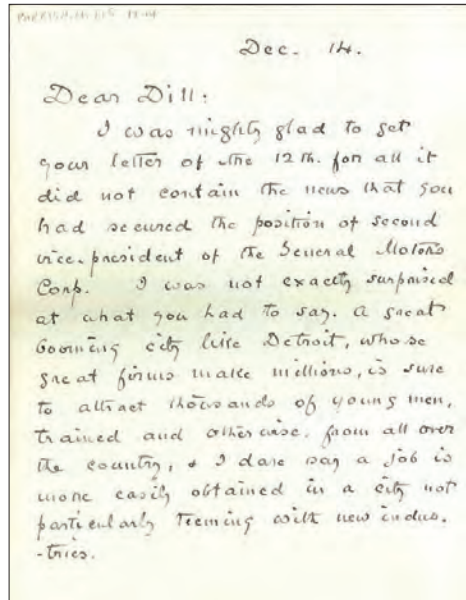 Dec. 14.
Dear Dill:
I was mighty glad to get
your letter of the 12th. for all it
did not contain the news that you
had secured the position of second
vice-president of the General Motors
Corp. I was not exactly surprised
at what you had to say. A great
booming city like Detroit, whose
great firms make millions, is sure
to attract thousands of young men,
trained and otherwise, from all over
the country, & I dare say a job is
more easily obtained in a city not
particularly teeming with new indus-
-tries.